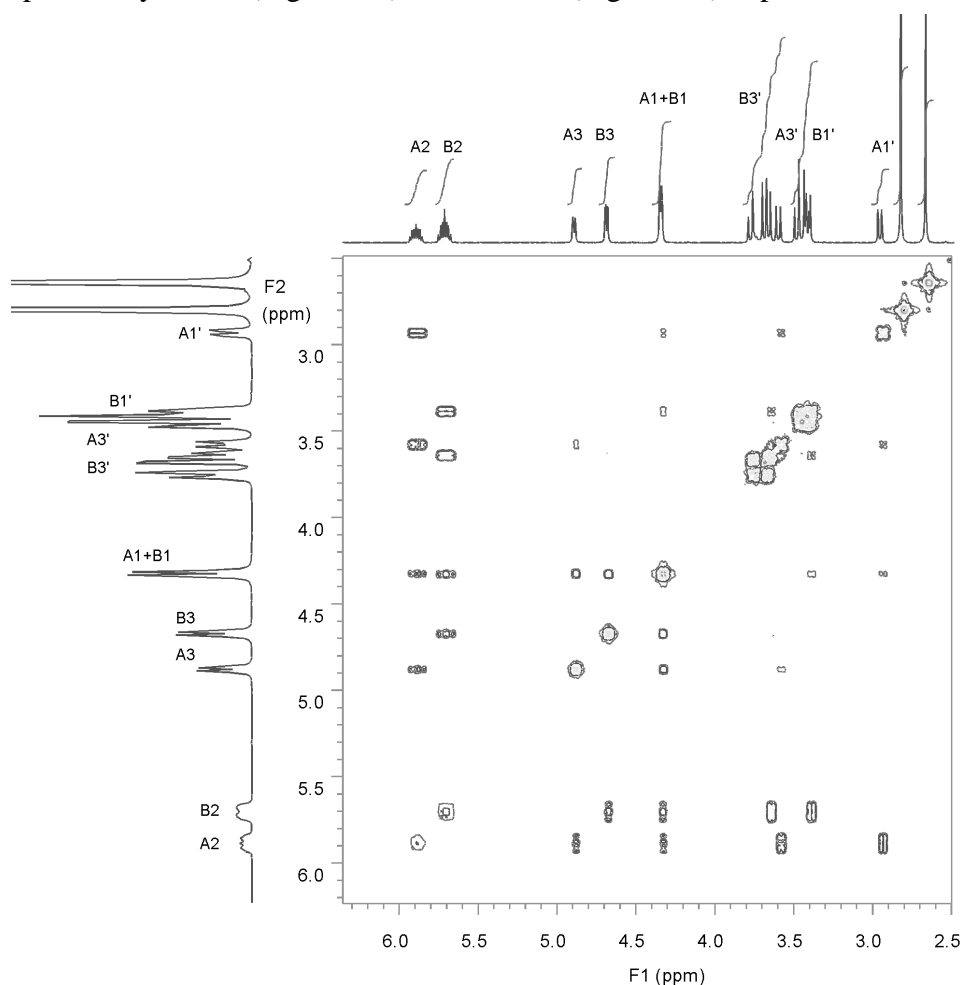 A2 B2 A3 B3 A1+B1 B3' A3' B1' A1'
F2
(ppm)
A1'
3.0
B1'
3.5
A3'
B3'
4.0
A1+B1
4.5
B3
A3
5.0
5.5
B2
A2
6.0
6.0 5.5 5.0 4.5 4.0 3.5 3.0 2.5
F1 (ppm)